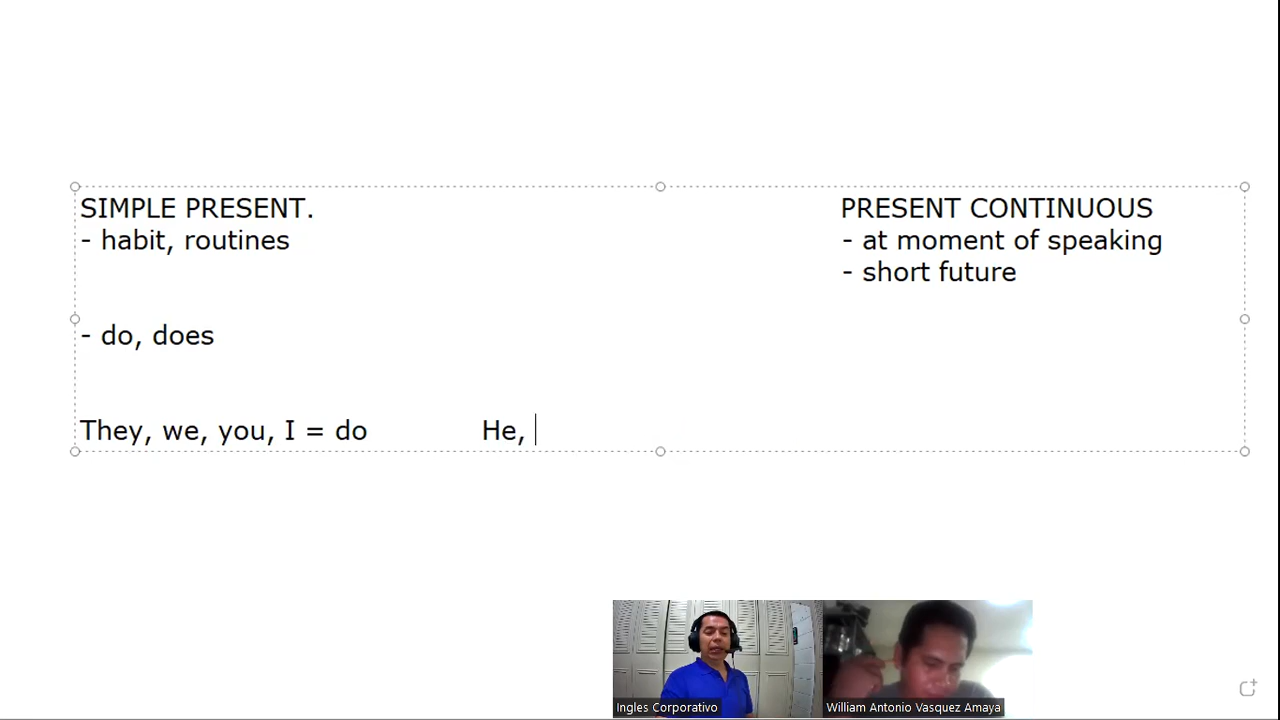 SIMPLE PRESENT.
- habit, routines
- do, does
They, we, you, I = do He,
PRESENT CONTINUOUS
- at moment of speaking
- short future
Ingles Corporativo
William Antonio Vasquez Amaya